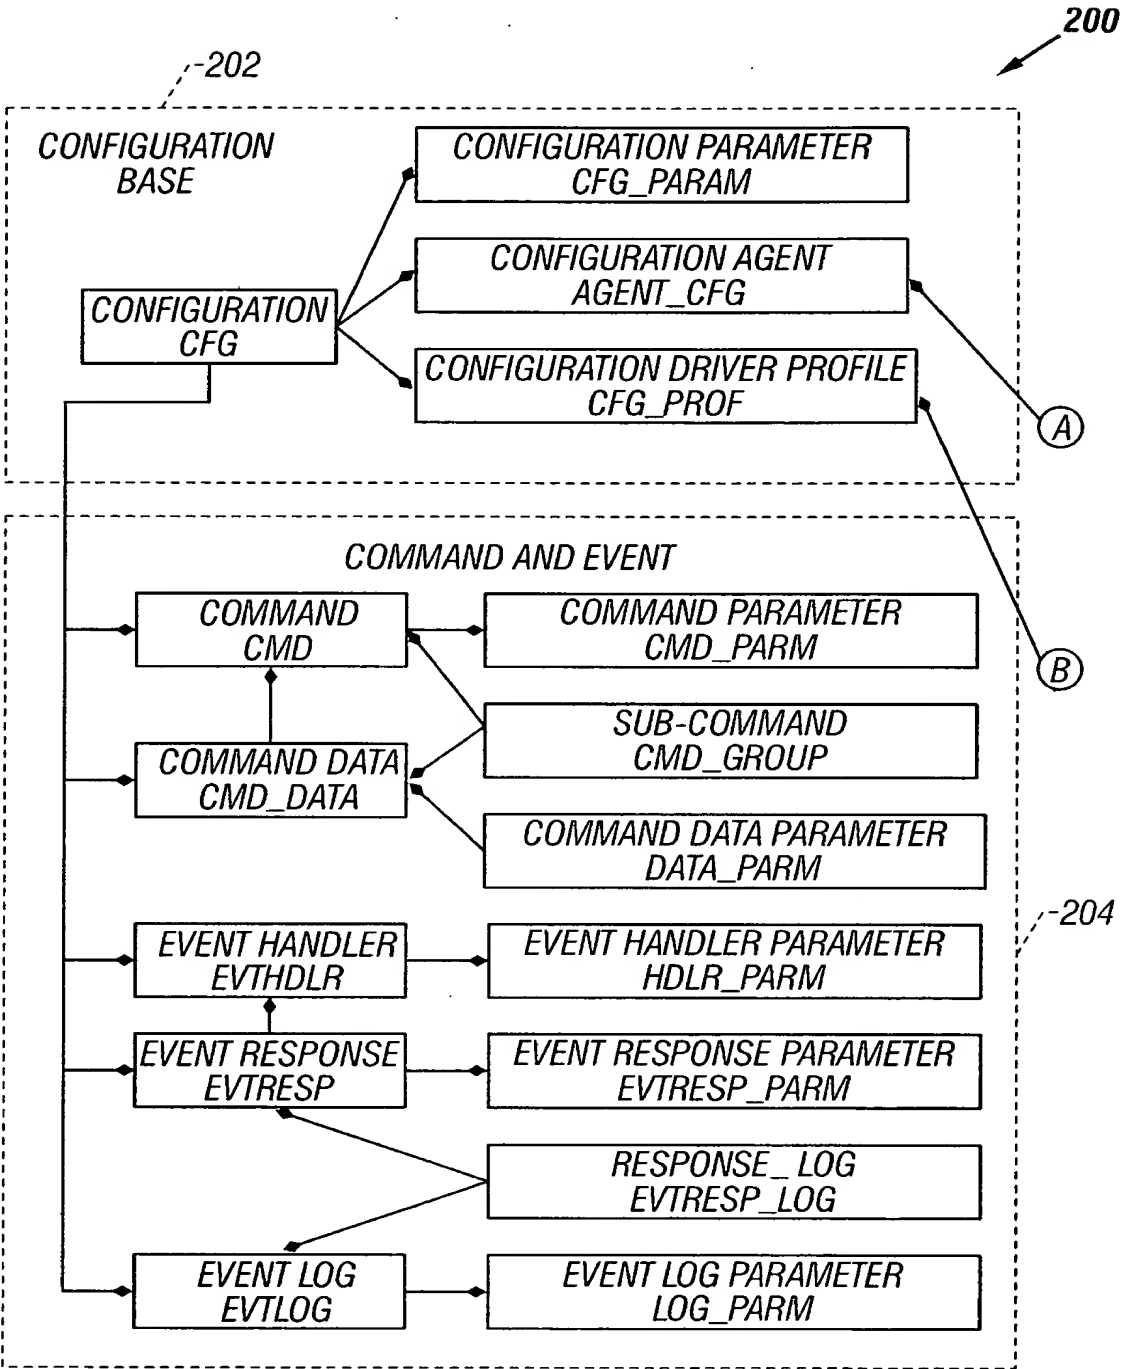 200
202
CONFIGURATION
BASE
CONFIGURATION PARAMETER
CFG_PARAM
CONFIGURATION AGENT
AGENT_CFG
CONFIGURATION
CFG
CONFIGURATION DRIVER PROFILE
CFG_PROF
A
COMMAND AND EVENT
COMMAND
CMD
COMMAND PARAMETER
CMD_PARM
B
SUB-COMMAND
CMD_GROUP
COMMAND DATA
CMD_DATA
COMMAND DATA PARAMETER
DATA_PARM
204
EVENT HANDLER
EVTHDLR
EVENT HANDLER PARAMETER
HDLR_PARM
EVENT RESPONSE
EVTRESP
EVENT RESPONSE PARAMETER
EVTRESP_PARM
RESPONSE_ LOG
EVTRESP_LOG
EVENT LOG
EVTLOG
EVENT LOG PARAMETER
LOG_PARM